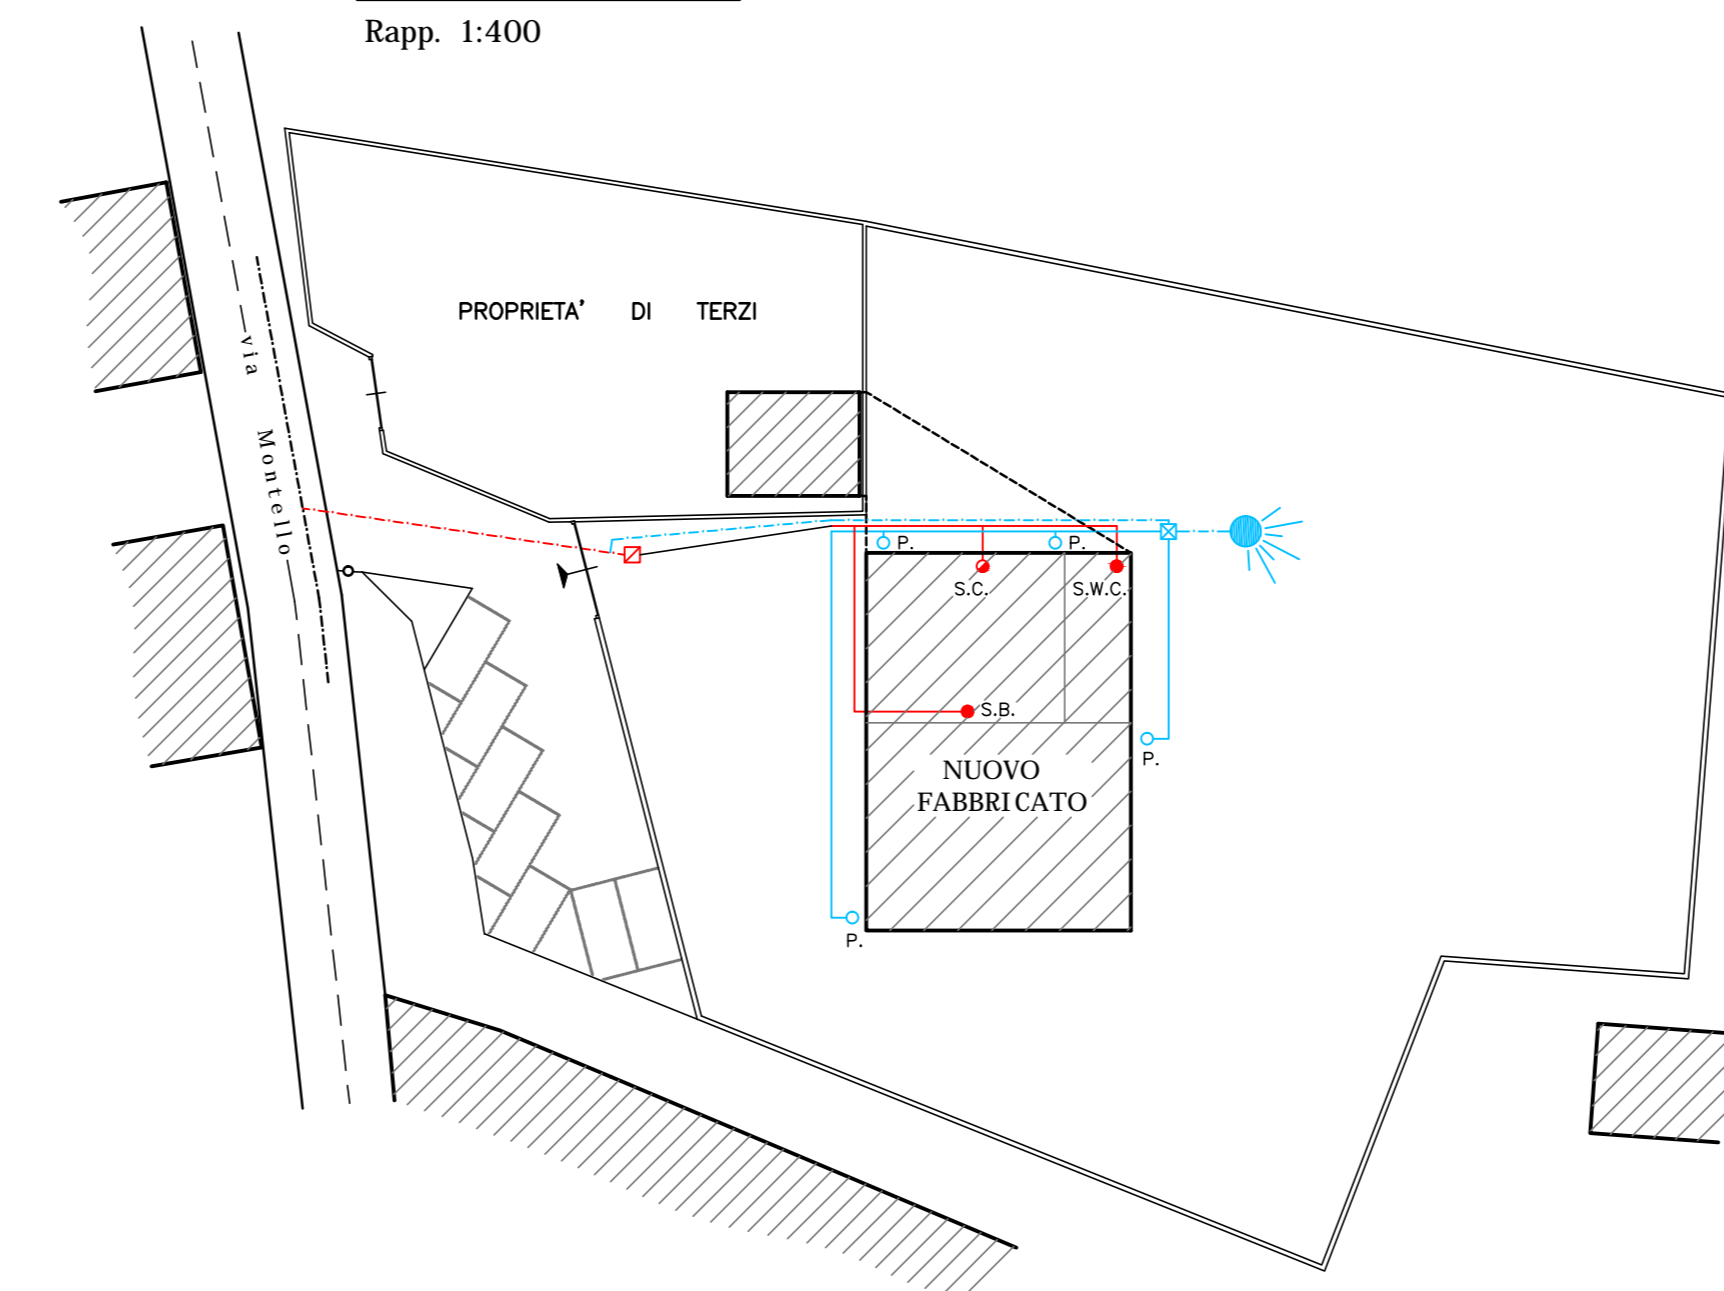 Rapp. 1:400
PROPRIETA' DI TERZI
via Montello
P.
P.
S.C.
S.W.C.
S.B.
P.
NUOVO
FABBRICATO
P.